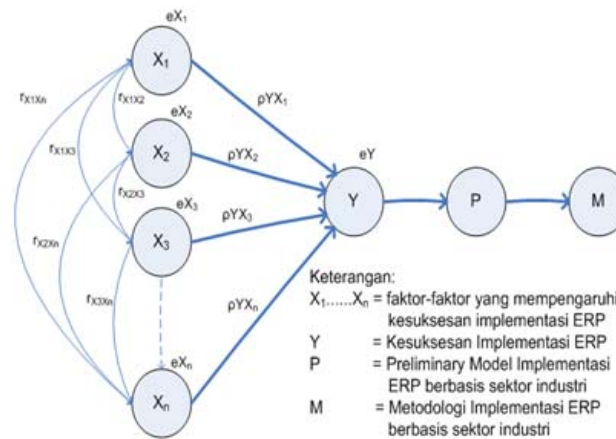 eX₁
X₁
rX1Xn
rX1X2
ρYX₁
eX₂
X₂
rX1X3
ρYX₂
eY
rX2X3
eX₃
X₃
ρYX₃
Y
P
M
rX2Xn
rX3Xn
ρYXₙ
eXₙ
Xₙ
Keterangan:
X₁......Xₙ = faktor-faktor yang mempengaruhi
kesuksesan implementasi ERP
Y = Kesuksesan Implementasi ERP
P = Preliminary Model Implementasi
ERP berbasis sektor industri
M = Metodologi Implementasi ERP
berbasis sektor industri.